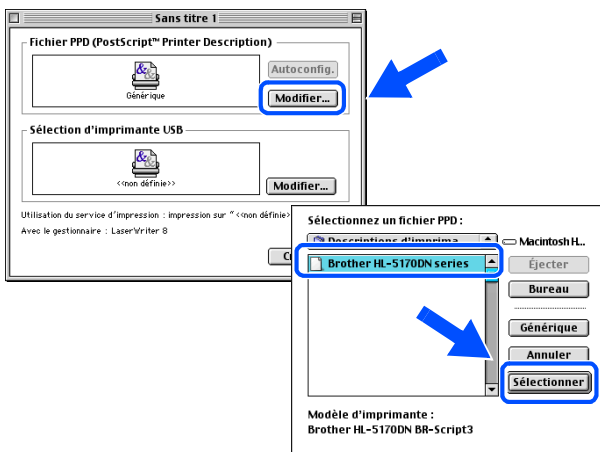 Sans titre 1
Fichier PPD (PostScript™ Printer Description)
Autoconfig.
Générique
Modifier...
Sélection d'imprimante USB
<<non définie>>
Modifier...
Utilisation du service d'impression : impression sur "<<non définie>
Avec le gestionnaire : LaserWriter 8
Sélectionnez un fichier PPD :
Descriptions d'imprima...
Macintosh H...
Brother HL-5170DN series
Éjecter
Bureau
Générique
Annuler
Sélectionner
Modèle d'imprimante :
Brother HL-5170DN BR-Script3